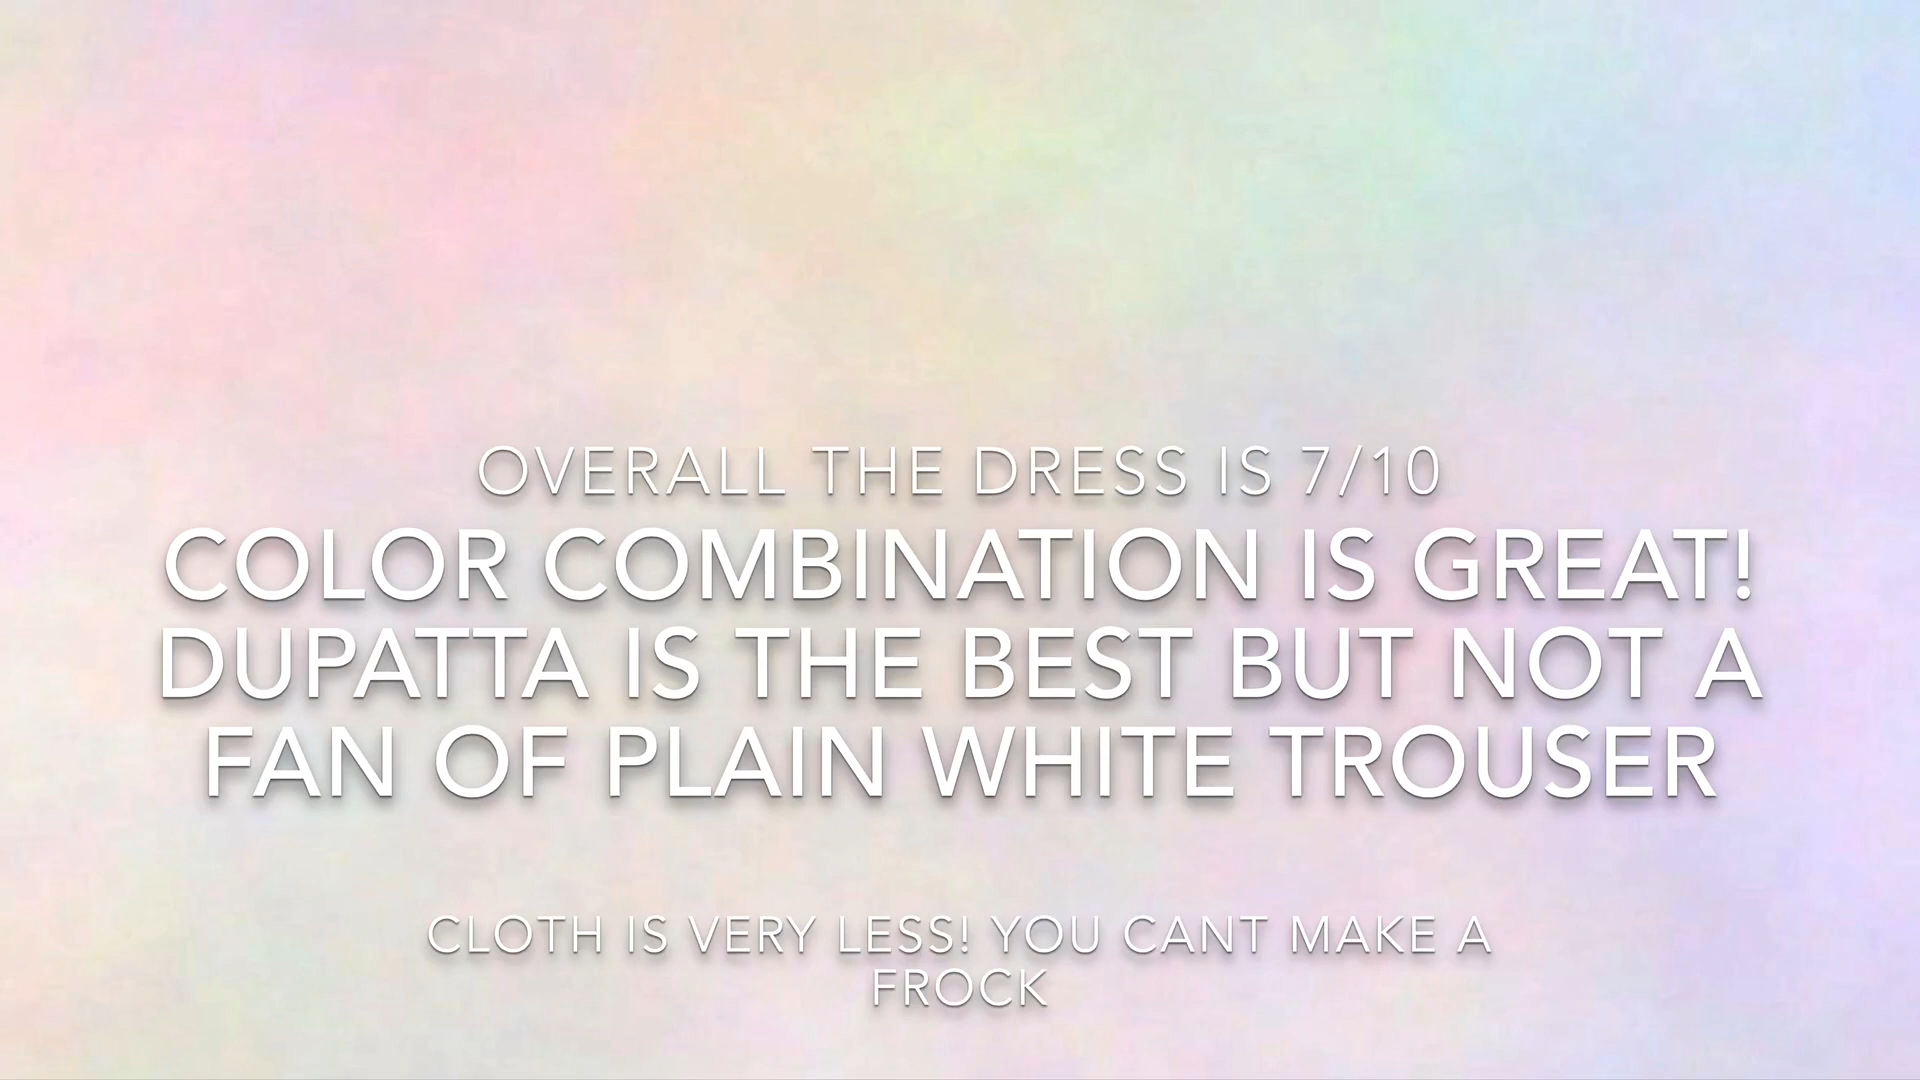 OVERALL THE DRESS IS 7/10
COLOR COMBINATION IS GREAT!
DUPATTA IS THE BEST BUT NOT A
FAN OF PLAIN WHITE TROUSER
CLOTH IS VERY LESS! YOU CANT MAKE A
FROCK